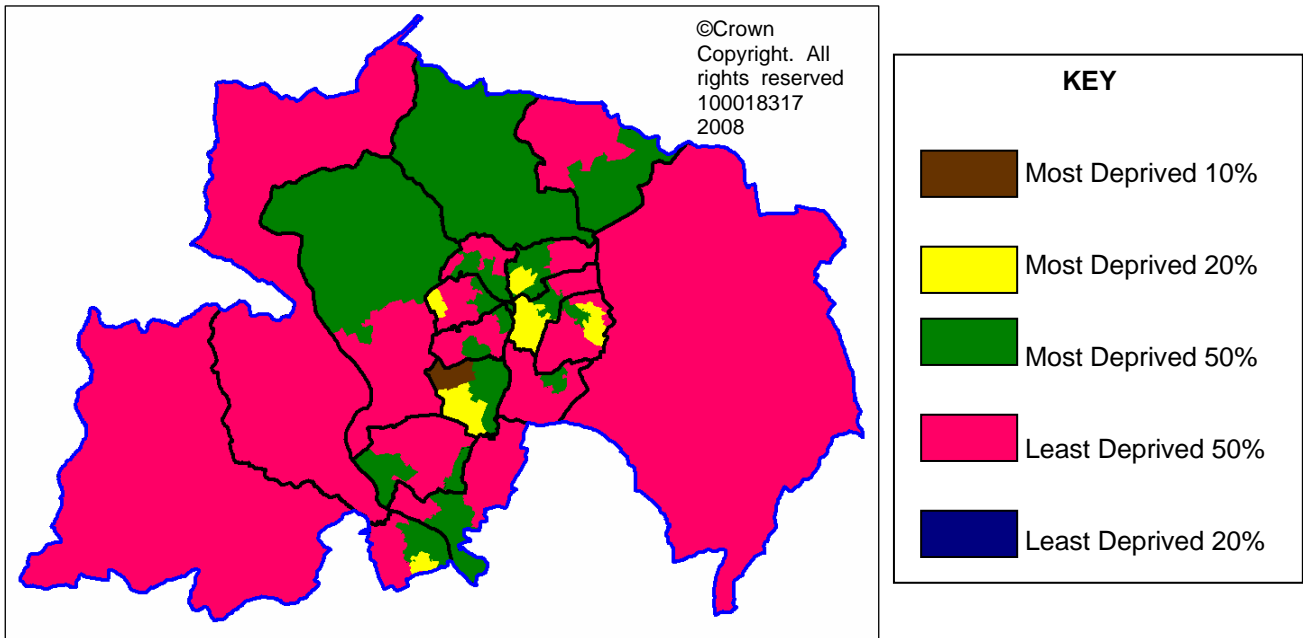 ©Crown
Copyright. All
rights reserved
100018317
2008
KEY
Most Deprived 10%
Most Deprived 20%
Most Deprived 50%
Least Deprived 50%
Least Deprived 20%